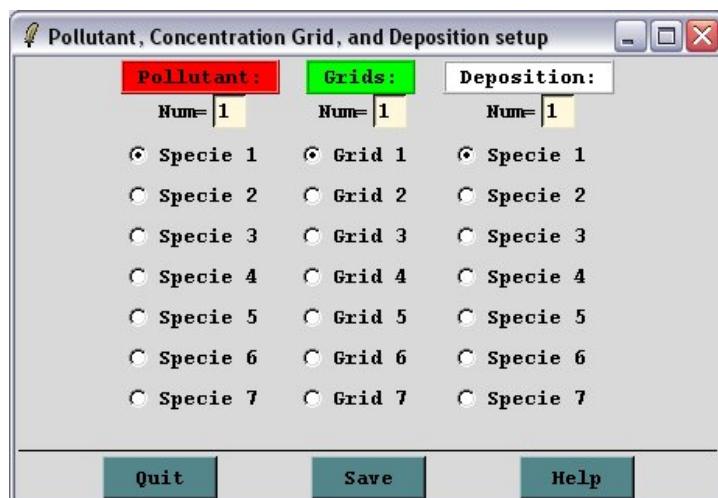 Pollutant, Concentration Grid, and Deposition setup
Pollutant: Grids: Deposition:
Num= 1 Num= 1 Num= 1
Specie 1 Grid 1 Specie 1
Specie 2 Grid 2 Specie 2
Specie 3 Grid 3 Specie 3
Specie 4 Grid 4 Specie 4
Specie 5 Grid 5 Specie 5
Specie 6 Grid 6 Specie 6
Specie 7 Grid 7 Specie 7
Quit Save Help